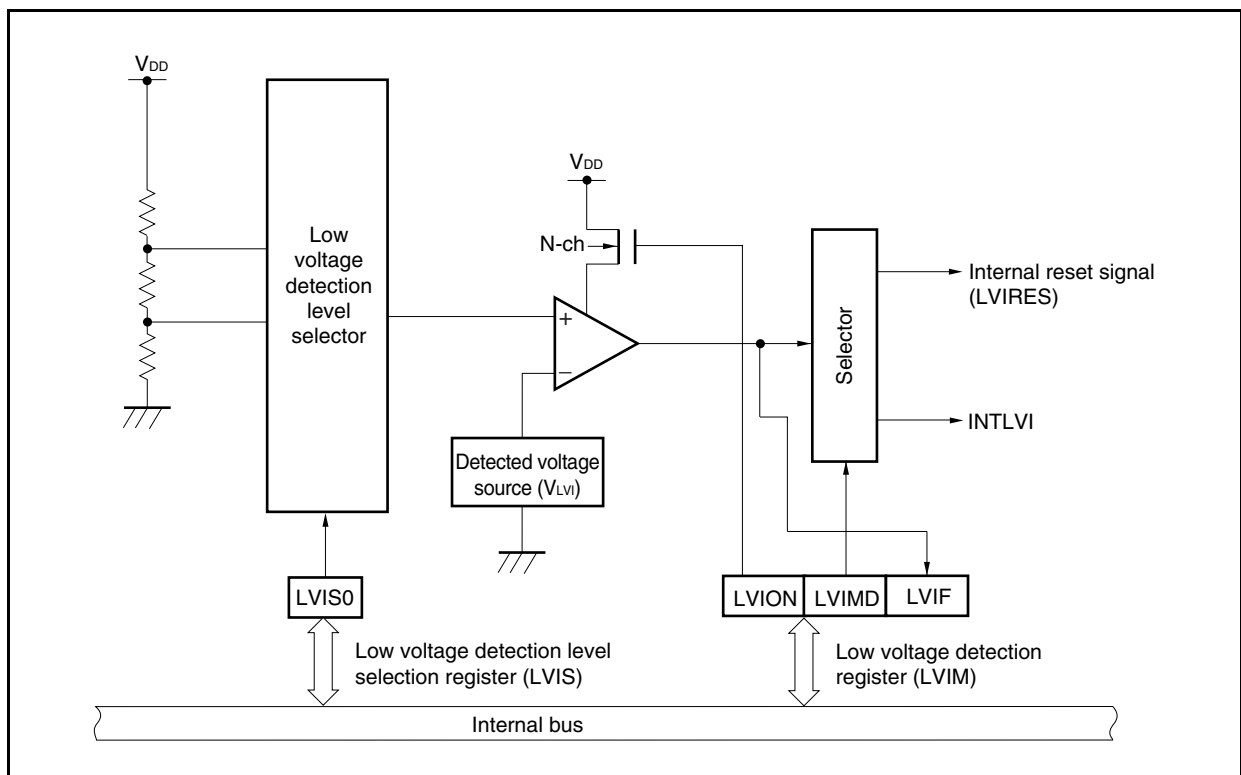 VDD
Low
voltage
detection
level
selector
VDD
N-ch
+
−
Detected voltage
source (VLVI)
Selector
Internal reset signal
(LVIRES)
INTLVI
LVIS0
LVION LVIMD LVIF
Low voltage detection level
selection register (LVIS)
Low voltage detection
register (LVIM)
Internal bus